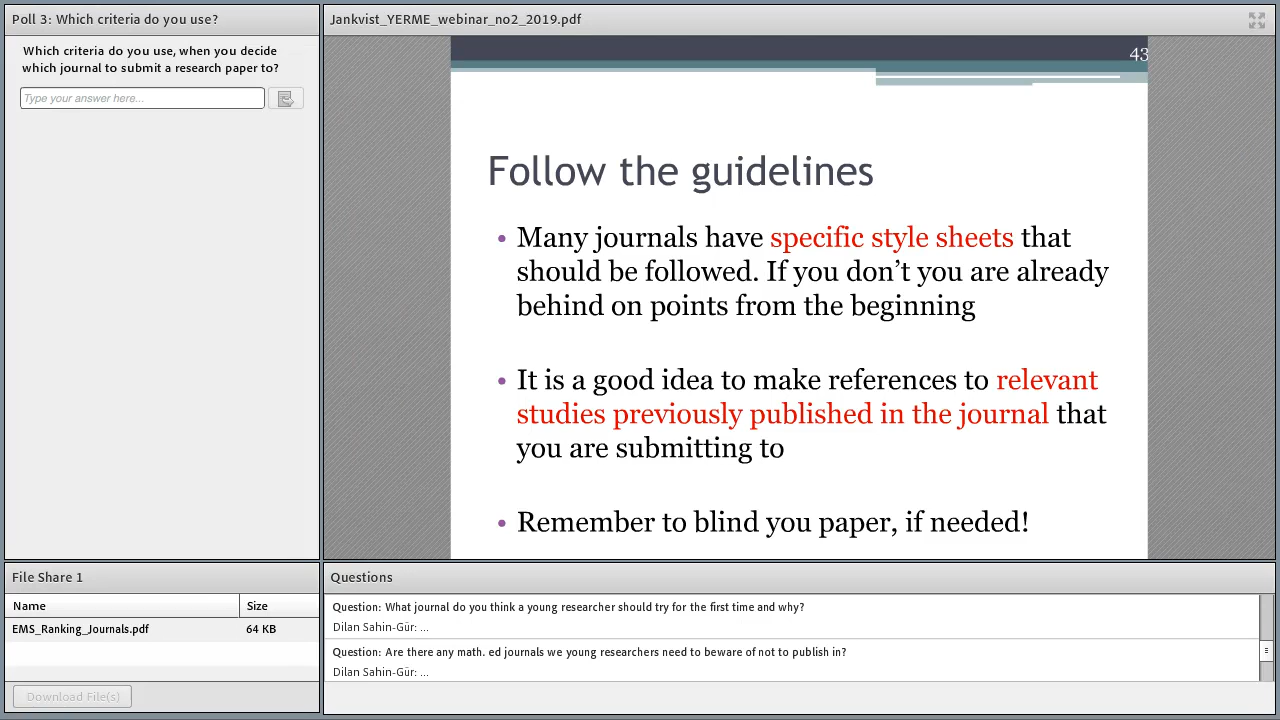 Poll 3: Which criteria do you use?
Which criteria do you use, when you decide
which journal to submit a research paper to?
Type your answer here...
Jankvist_YERME_webinar_no2_2019.pdf
43
Follow the guidelines
• Many journals have specific style sheets that
should be followed. If you don’t you are already
behind on points from the beginning
• It is a good idea to make references to relevant
studies previously published in the journal that
you are submitting to
• Remember to blind you paper, if needed!
File Share 1
Name Size
EMS_Ranking_Journals.pdf 64 KB
Download File(s)
Questions
Question: What journal do you think a young researcher should try for the first time and why?
Dilan Sahin-Gür: ...
Question: Are there any math. ed journals we young researchers need to beware of not to publish in?
Dilan Sahin-Gür: ...